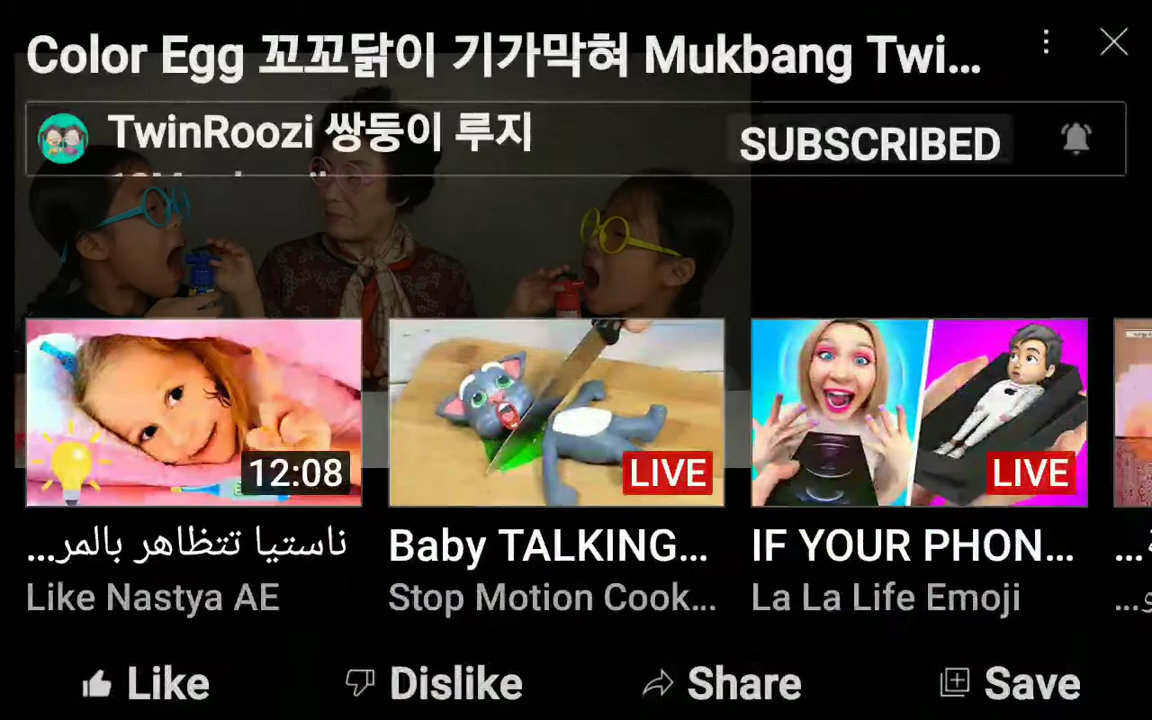 Color Egg 꼬꼬닭이 기가막혀 Mukbang Twi...
TwinRoozi 쌍둥이 루지
SUBSCRIBED
12:08
LIVE
LIVE
ناستيا تتظاهر بالمر...
Baby TALKING...
IF YOUR PHON...
Like Nastya AE
Stop Motion Cook...
La La Life Emoji
Like
Dislike
Share
Save